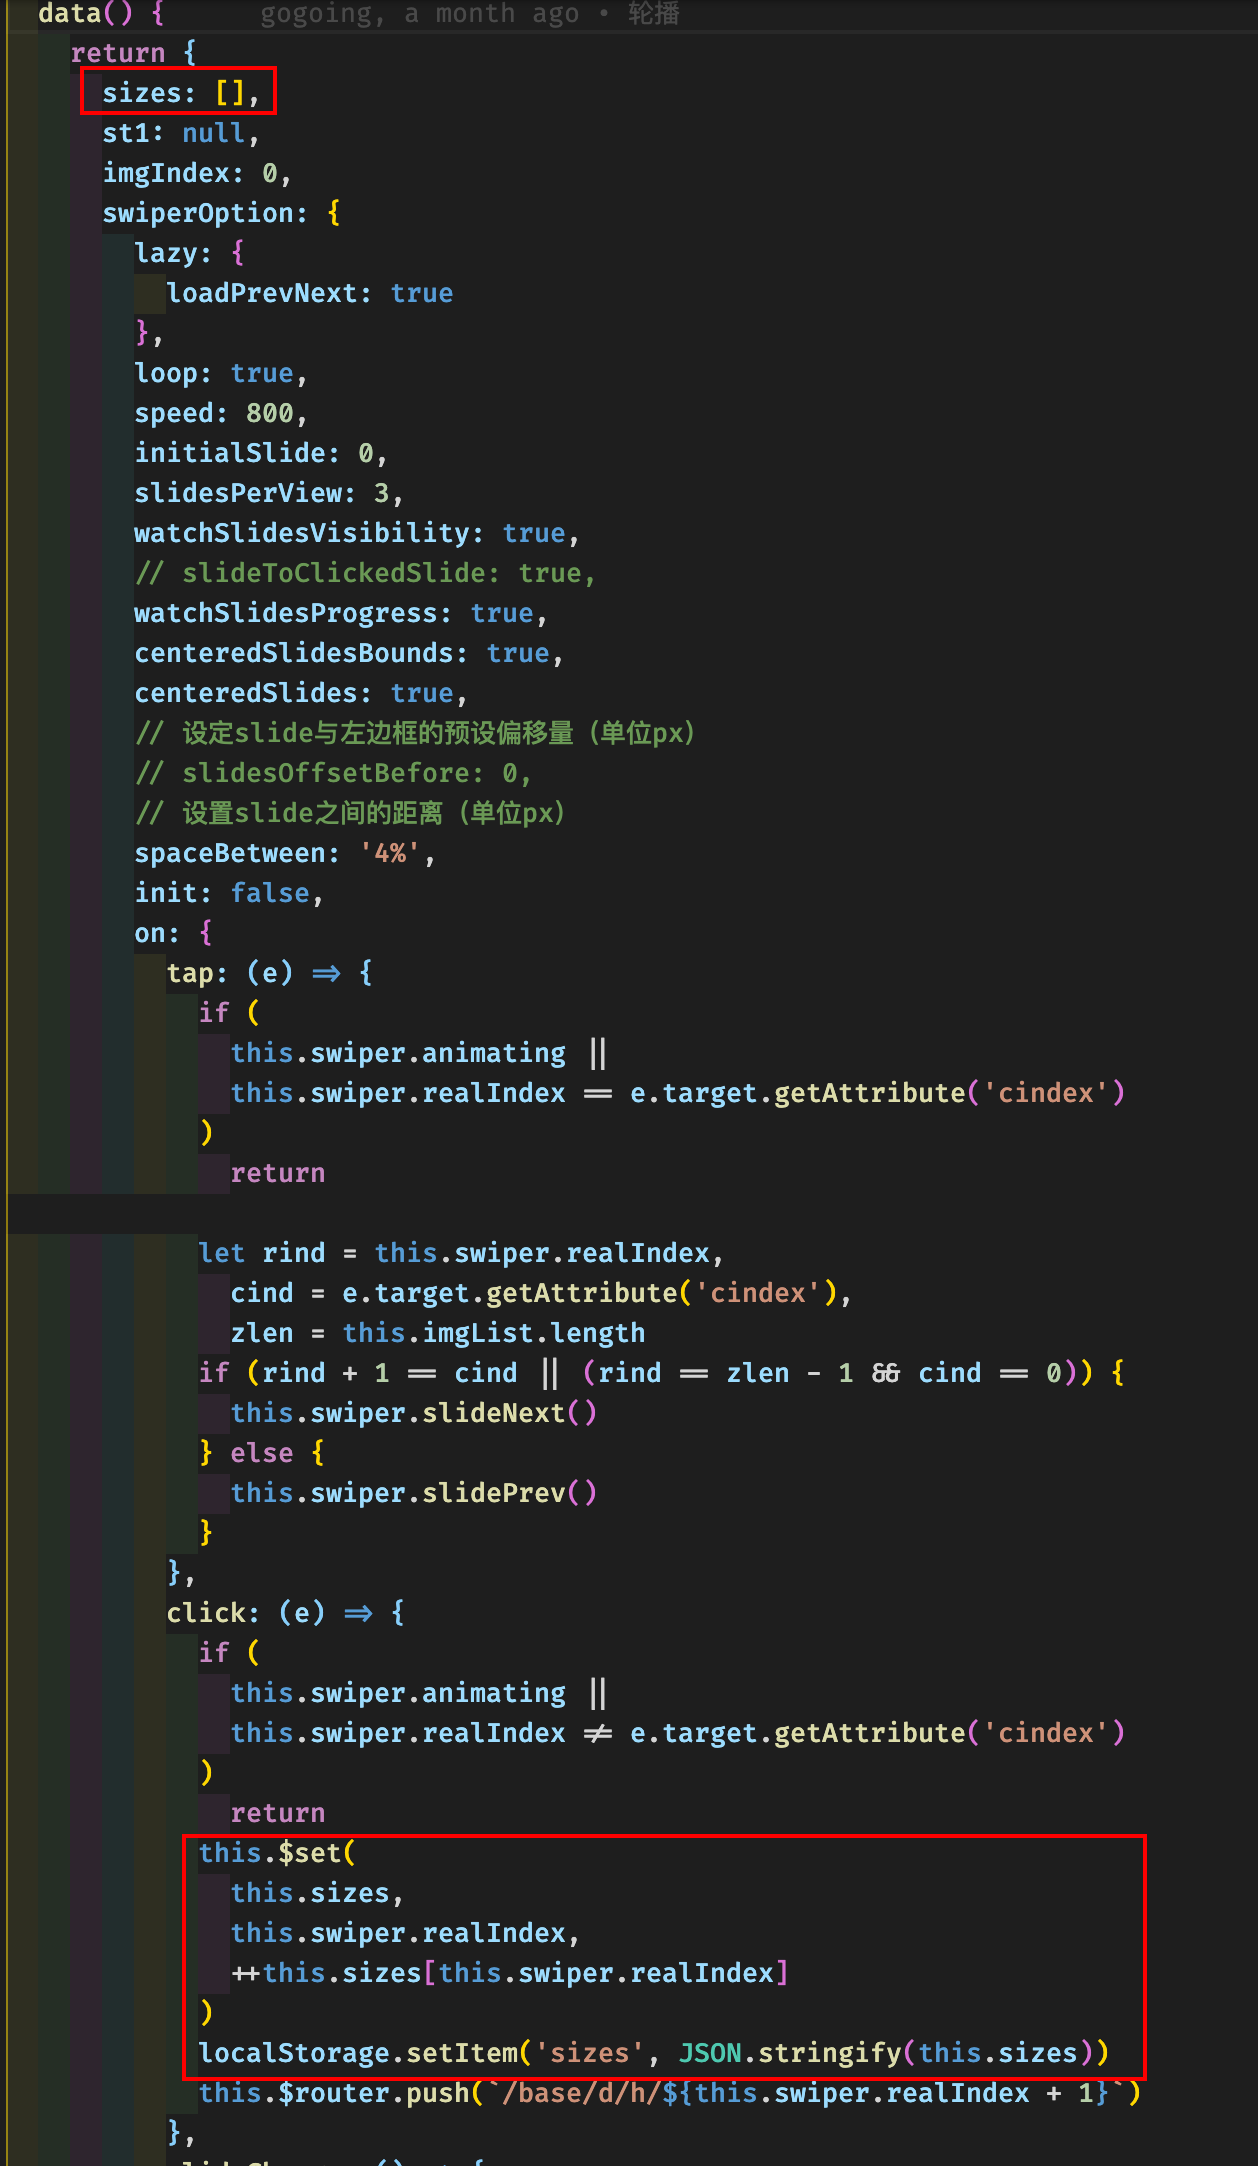 data() {      gogoing, a month ago • 轮播
return {
sizes: [],
st1: null,
imgIndex: 0,
swiperOption: {
lazy: {
loadPrevNext: true
},
loop: true,
speed: 800,
initialSlide: 0,
slidesPerView: 3,
watchSlidesVisibility: true,
// slideToClickedSlide: true,
watchSlidesProgress: true,
centeredSlidesBounds: true,
centeredSlides: true,
// 设定slide与左边框的预设偏移量（单位px）
// slidesOffsetBefore: 0,
// 设置slide之间的距离（单位px）
spaceBetween: '4%',
init: false,
on: {
tap: (e) => {
if (
this.swiper.animating ||
this.swiper.realIndex == e.target.getAttribute('cindex')
)
return
let rind = this.swiper.realIndex,
cind = e.target.getAttribute('cindex'),
zlen = this.imgList.length
if (rind + 1 == cind || (rind == zlen - 1 && cind == 0)) {
this.swiper.slideNext()
} else {
this.swiper.slidePrev()
}
},
click: (e) => {
if (
this.swiper.animating ||
this.swiper.realIndex != e.target.getAttribute('cindex')
)
return
this.$set(
this.sizes,
this.swiper.realIndex,
++this.sizes[this.swiper.realIndex]
)
localStorage.setItem('sizes', JSON.stringify(this.sizes))
this.$router.push(`/base/d/h/${this.swiper.realIndex + 1}`)
},